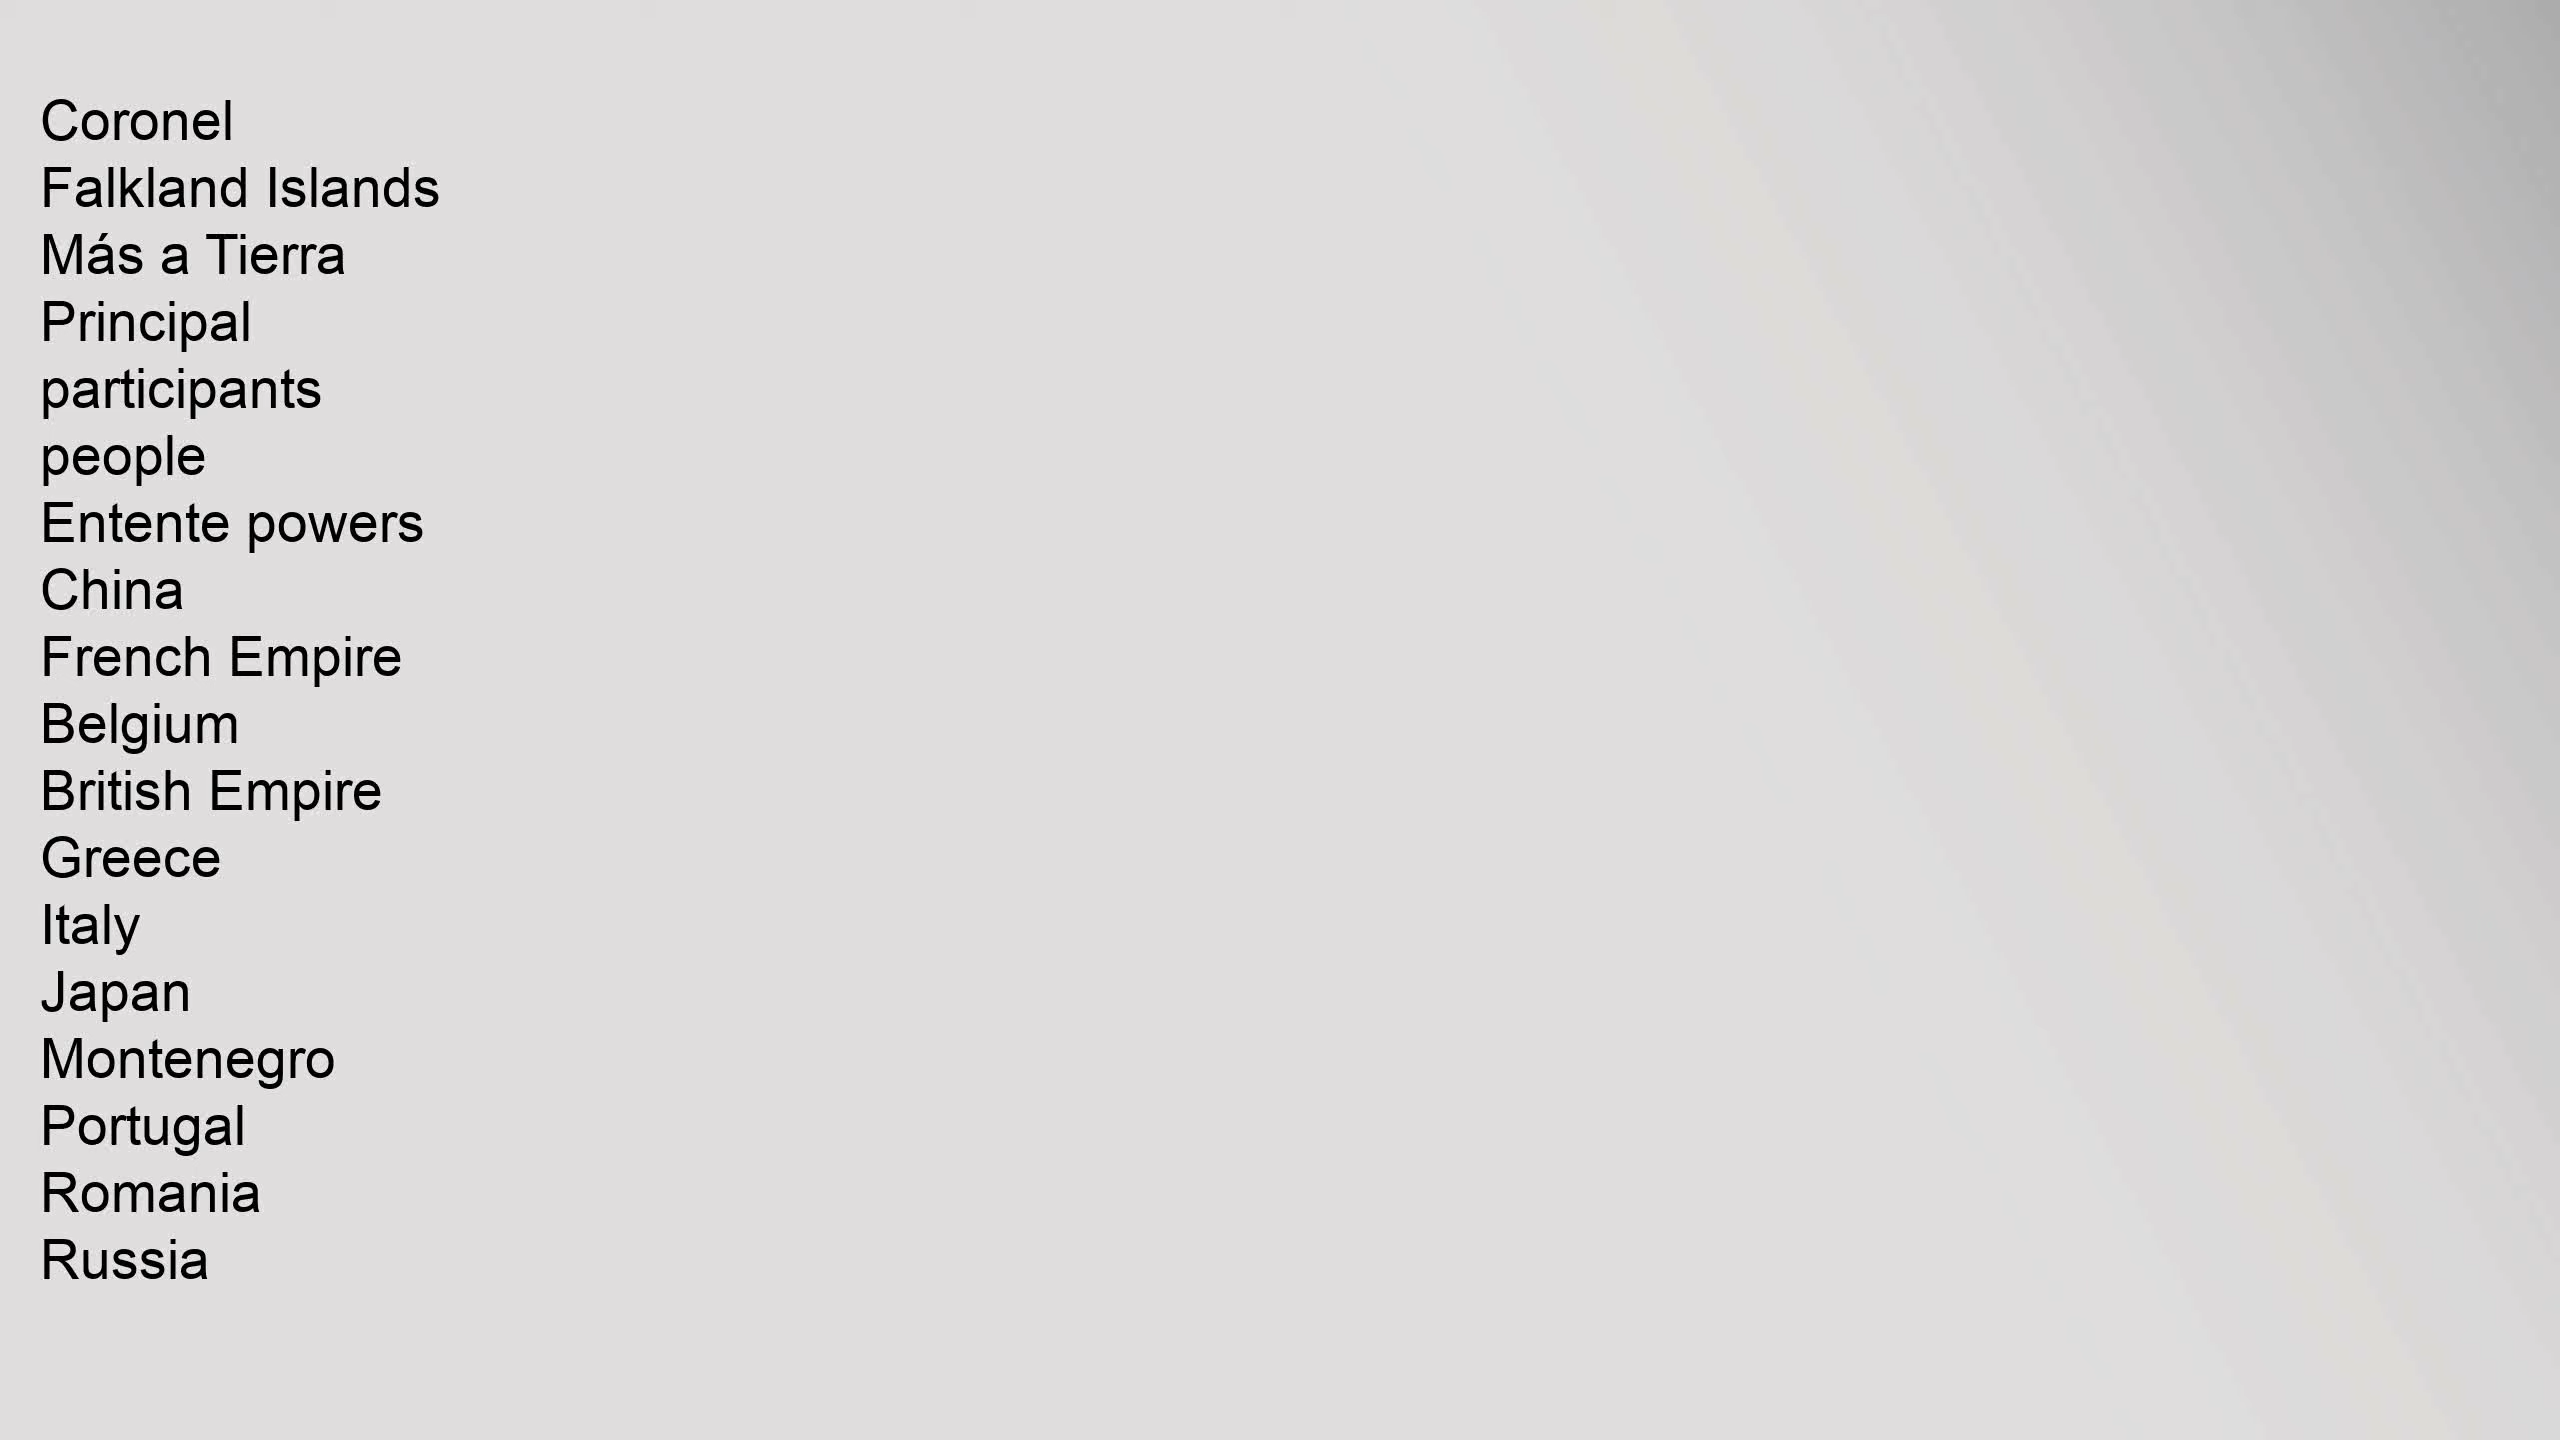 Coronel
Falkland Islands
Más a Tierra
Principal
participants
people
Entente powers
China
French Empire
Belgium
British Empire
Greece
Italy
Japan
Montenegro
Portugal
Romania
Russia